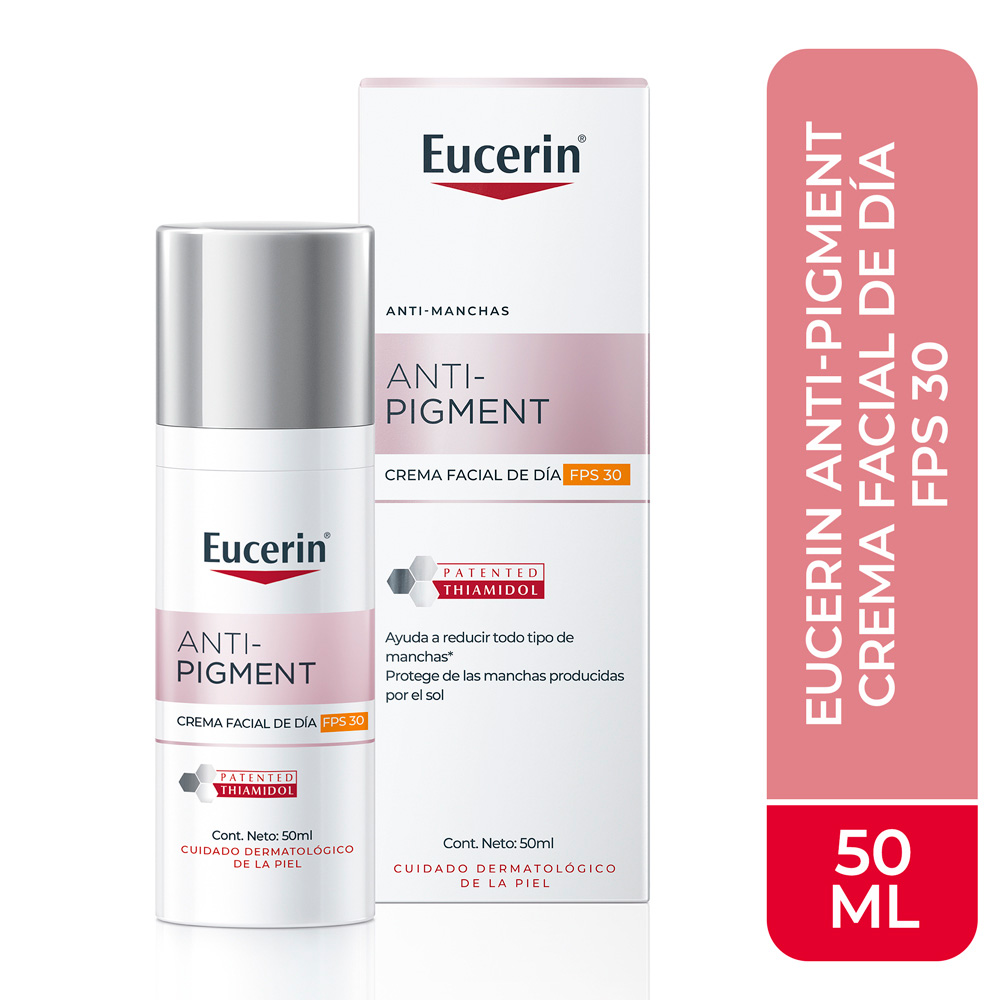 Eucerin®
ANTI-PIGMENT
CREMA FACIAL DE DÍA FPS 30
PATENTED
THIAMIDOL
Cont. Neto: 50ml
CUIDADO DERMATOLÓGICO
DE LA PIEL
Eucerin®
ANTI-MANCHAS
ANTI-
PIGMENT
CREMA FACIAL DE DÍA FPS 30
PATENTED
THIAMIDOL
Ayuda a reducir todo tipo de
manchas*
Protege de las manchas producidas
por el sol
Cont. Neto: 50ml
CUIDADO DERMATOLÓGICO
DE LA PIEL
EUCERIN ANTI-PIGMENT
CREMA FACIAL DE DÍA
FPS 30
50
ML